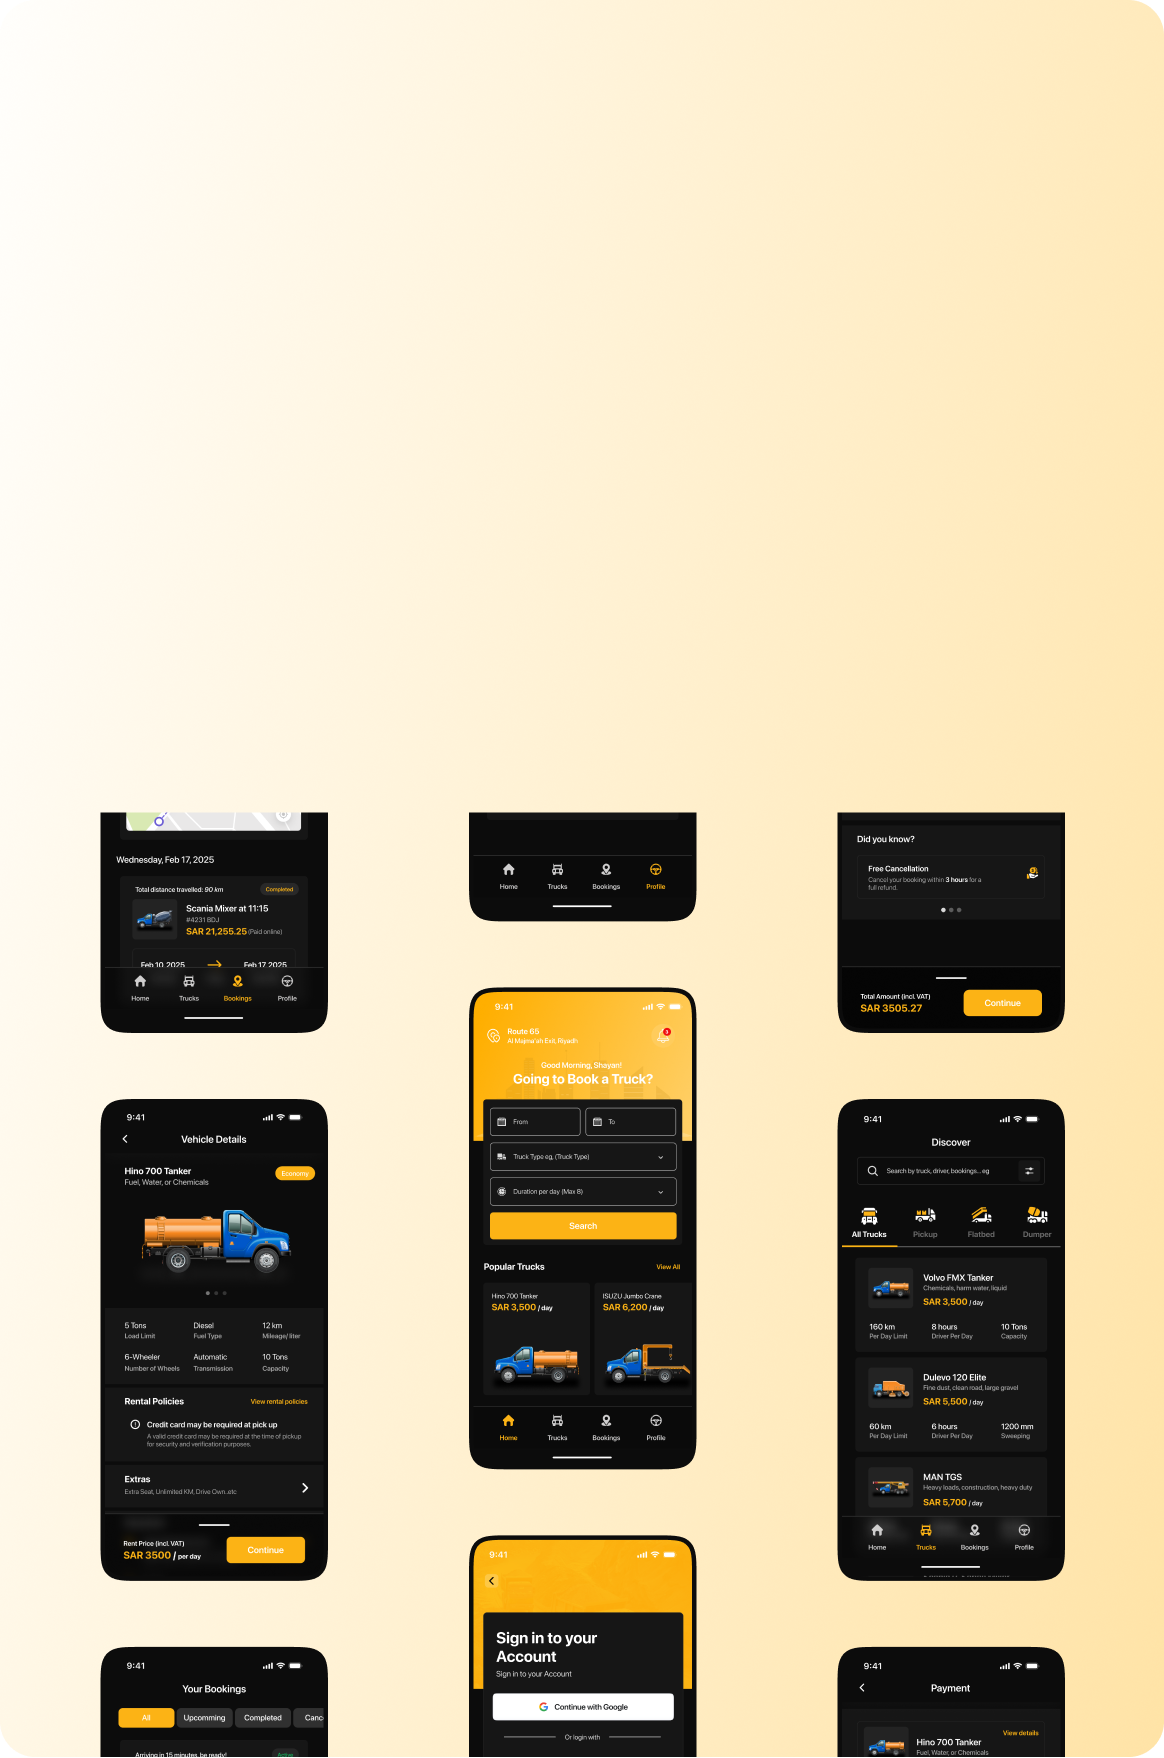 Wednesday, Feb 17, 2025
Total distance travelled: 90 km
Completed
Scania Mixer at 11:15
#4231 BDJ
SAR 21,255.25 (Paid online)
Feb 10, 2025
Feb 17, 2025
Home
Trucks
Bookings
Profile
9:41
Vehicle Details
Hino 700 Tanker
Economy
Fuel, Water, or Chemicals
5 Tons
Diesel
12 km
Load Limit
Fuel Type
Mileage/ liter
6-Wheeler
Automatic
10 Tons
Number of Wheels
Transmission
Capacity
Rental Policies
View rental policies
Credit card may be required at pick up
A valid credit card may be required at the time of pickup
for security and verification purposes.
Extras
Extra Seat, Unlimited KM, Drive Own..etc
Rent Price (incl. VAT)
SAR 3500 / per day
Continue
9:41
Your Bookings
All
Upcomming
Completed
Canc
Arriving in 15 minutes, be ready!
Active
Home
Trucks
Bookings
Profile
9:41
Route 65
Al Majma'ah Exit, Riyadh
3
Good Morning, Shayan!
Going to Book a Truck?
From
To
Truck Type eg, (Truck Type)
Duration per day (Max 8)
Search
Popular Trucks
View All
Hino 700 Tanker
SAR 3,500 / day
ISUZU Jumbo Crane
SAR 6,200 / day
Home
Trucks
Bookings
Profile
9:41
Sign in to your
Account
Sign in to your Account
Continue with Google
Or login with
Did you know?
Free Cancellation
Cancel your booking within 3 hours for a
full refund.
Total Amount (incl. VAT)
SAR 3505.27
Continue
9:41
Discover
Search by truck, driver, bookings... eg
All Trucks
Pickup
Flatbed
Dumper
Volvo FMX Tanker
Chemicals, harm water, liquid
SAR 3,500 / day
160 km
8 hours
10 Tons
Per Day Limit
Driver Per Day
Capacity
Dulevo 120 Elite
Fine dust, clean road, large gravel
SAR 5,500 / day
60 km
6 hours
1200 mm
Per Day Limit
Driver Per Day
Sweeping
MAN TGS
Heavy loads, construction, heavy duty
SAR 5,700 / day
Home
Trucks
Bookings
Profile
9:41
Payment
View details
Hino 700 Tanker
Fuel, Water, or Chemicals